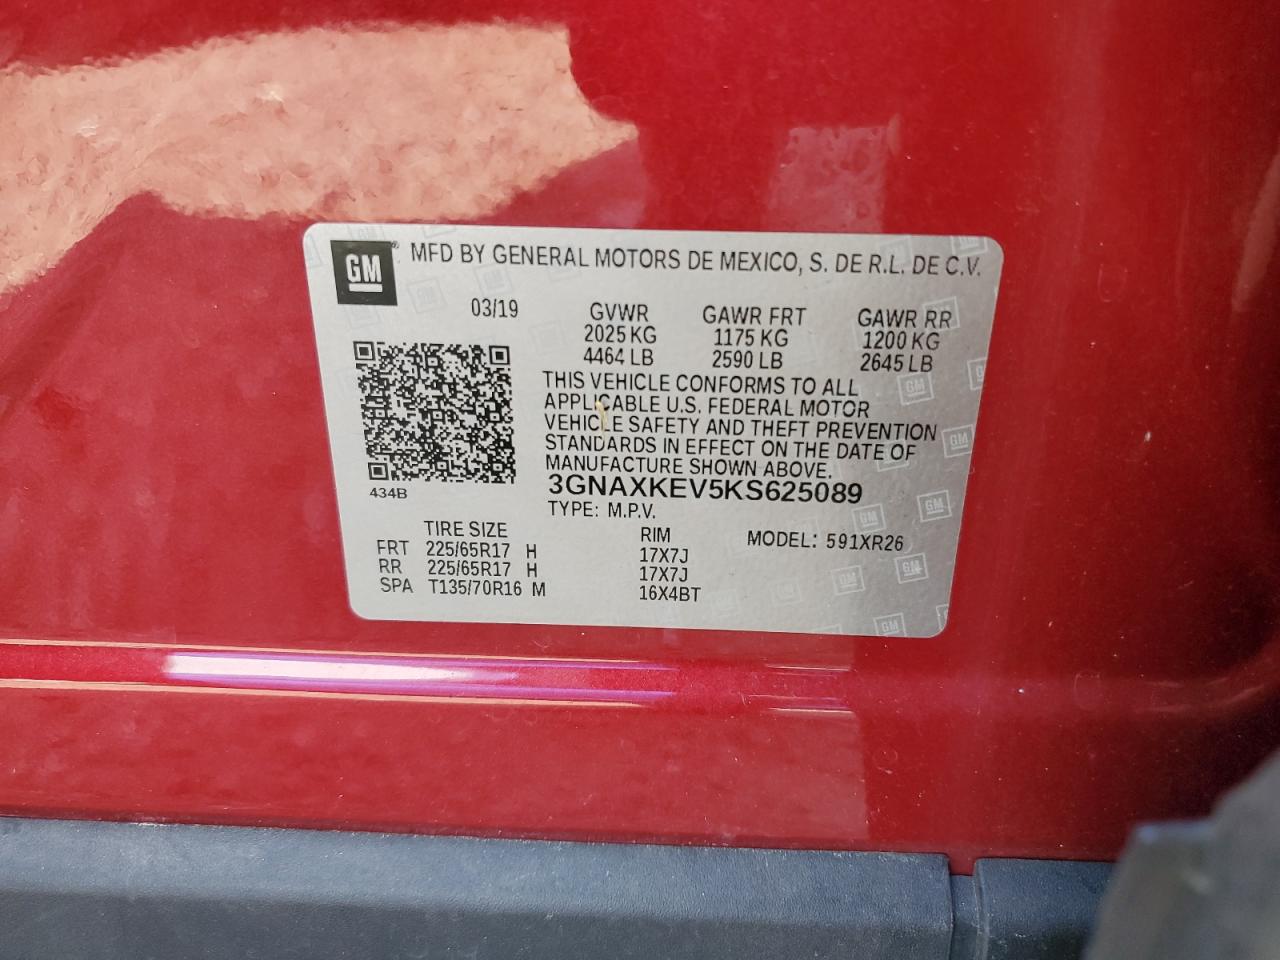 GM ® MFD BY GENERAL MOTORS DE MEXICO, S. DE R.L. DE C.V.
03/19 GVWR GAWR FRT GAWR RR
2025 KG 1175 KG 1200 KG
4464 LB 2590 LB 2645 LB
THIS VEHICLE CONFORMS TO ALL
APPLICABLE U.S. FEDERAL MOTOR
VEHICLE SAFETY AND THEFT PREVENTION
STANDARDS IN EFFECT ON THE DATE OF
MANUFACTURE SHOWN ABOVE.
434B
3GNAXKEV5KS625089
TYPE: M.P.V.
TIRE SIZE RIM MODEL: 591XR26
FRT 225/65R17 H 17X7J
RR 225/65R17 H 17X7J
SPA T135/70R16 M 16X4BT